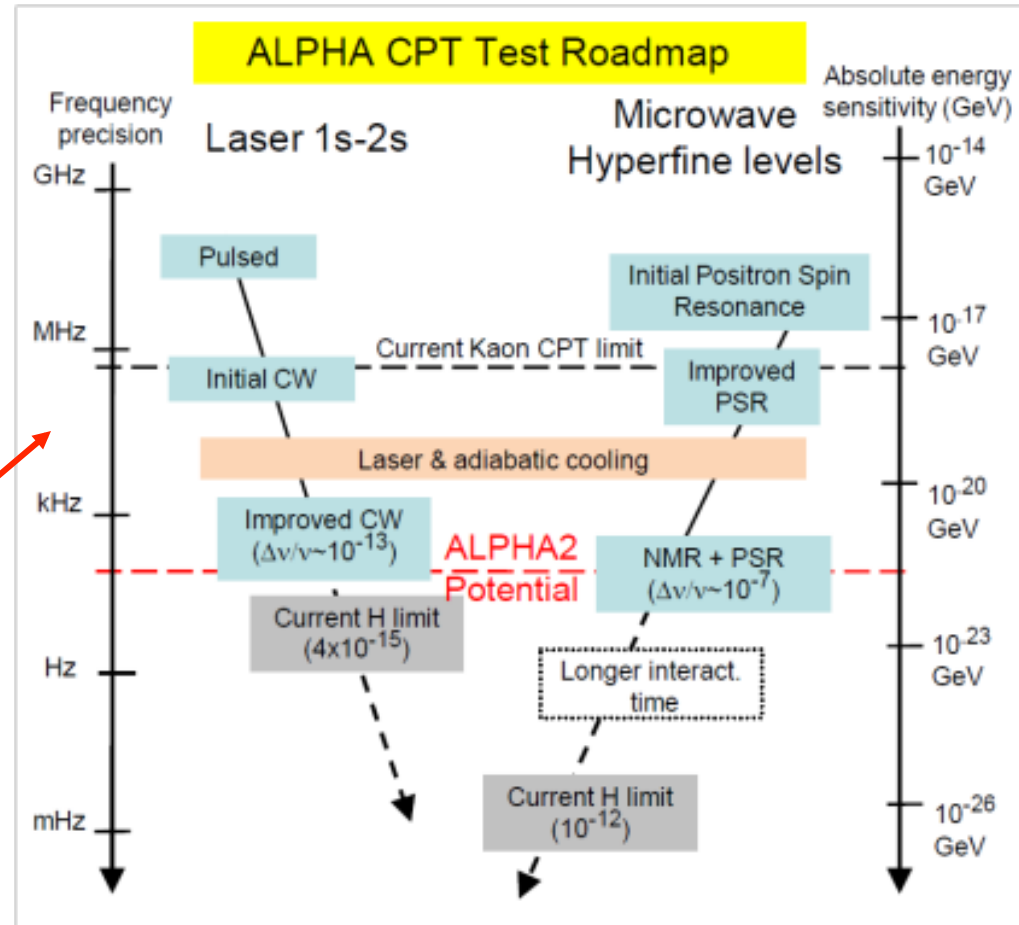 ALPHA CPT Test Roadmap
Frequency
precision
Laser 1s-2s
Microwave
Hyperfine levels
Absolute energy
sensitivity (GeV)
GHz
10⁻¹⁴
GeV
Pulsed
Initial Positron Spin
Resonance
MHz
10⁻¹⁷
GeV
Current Kaon CPT limit
Initial CW
Improved
PSR
Laser & adiabatic cooling
kHz
10⁻²⁰
GeV
Improved CW
(Δν/ν~10⁻¹³)
ALPHA2
Potential
NMR + PSR
(Δν/ν~10⁻⁷)
Current H limit
(4x10⁻¹⁵)
Hz
10⁻²³
GeV
Longer interact.
time
Current H limit
(10⁻¹²)
mHz
10⁻²⁶
GeV